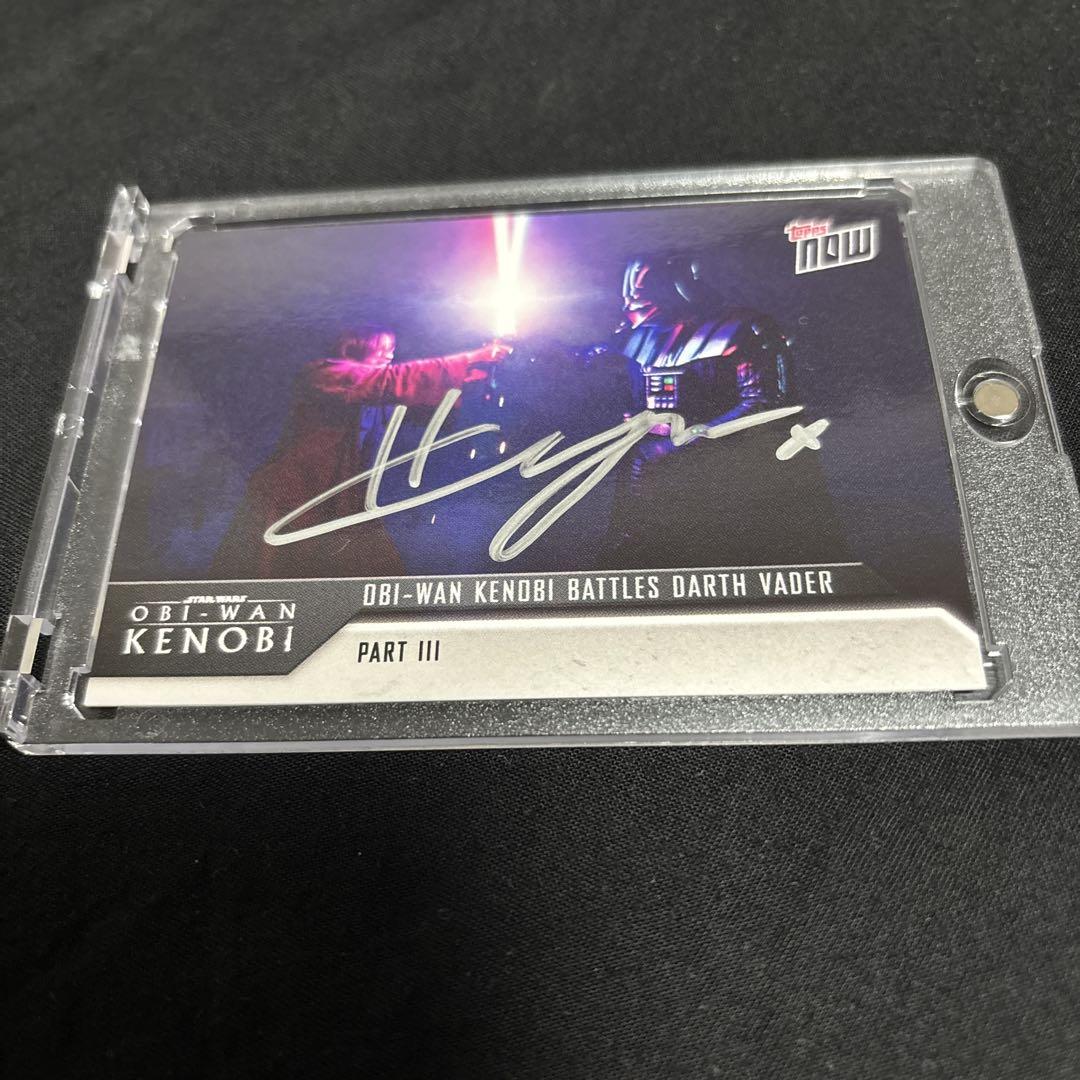 topps
NOW
OBI-WAN KENOBI BATTLES DARTH VADER
STAR WARS
OBI-WAN
KENOBI
PART III